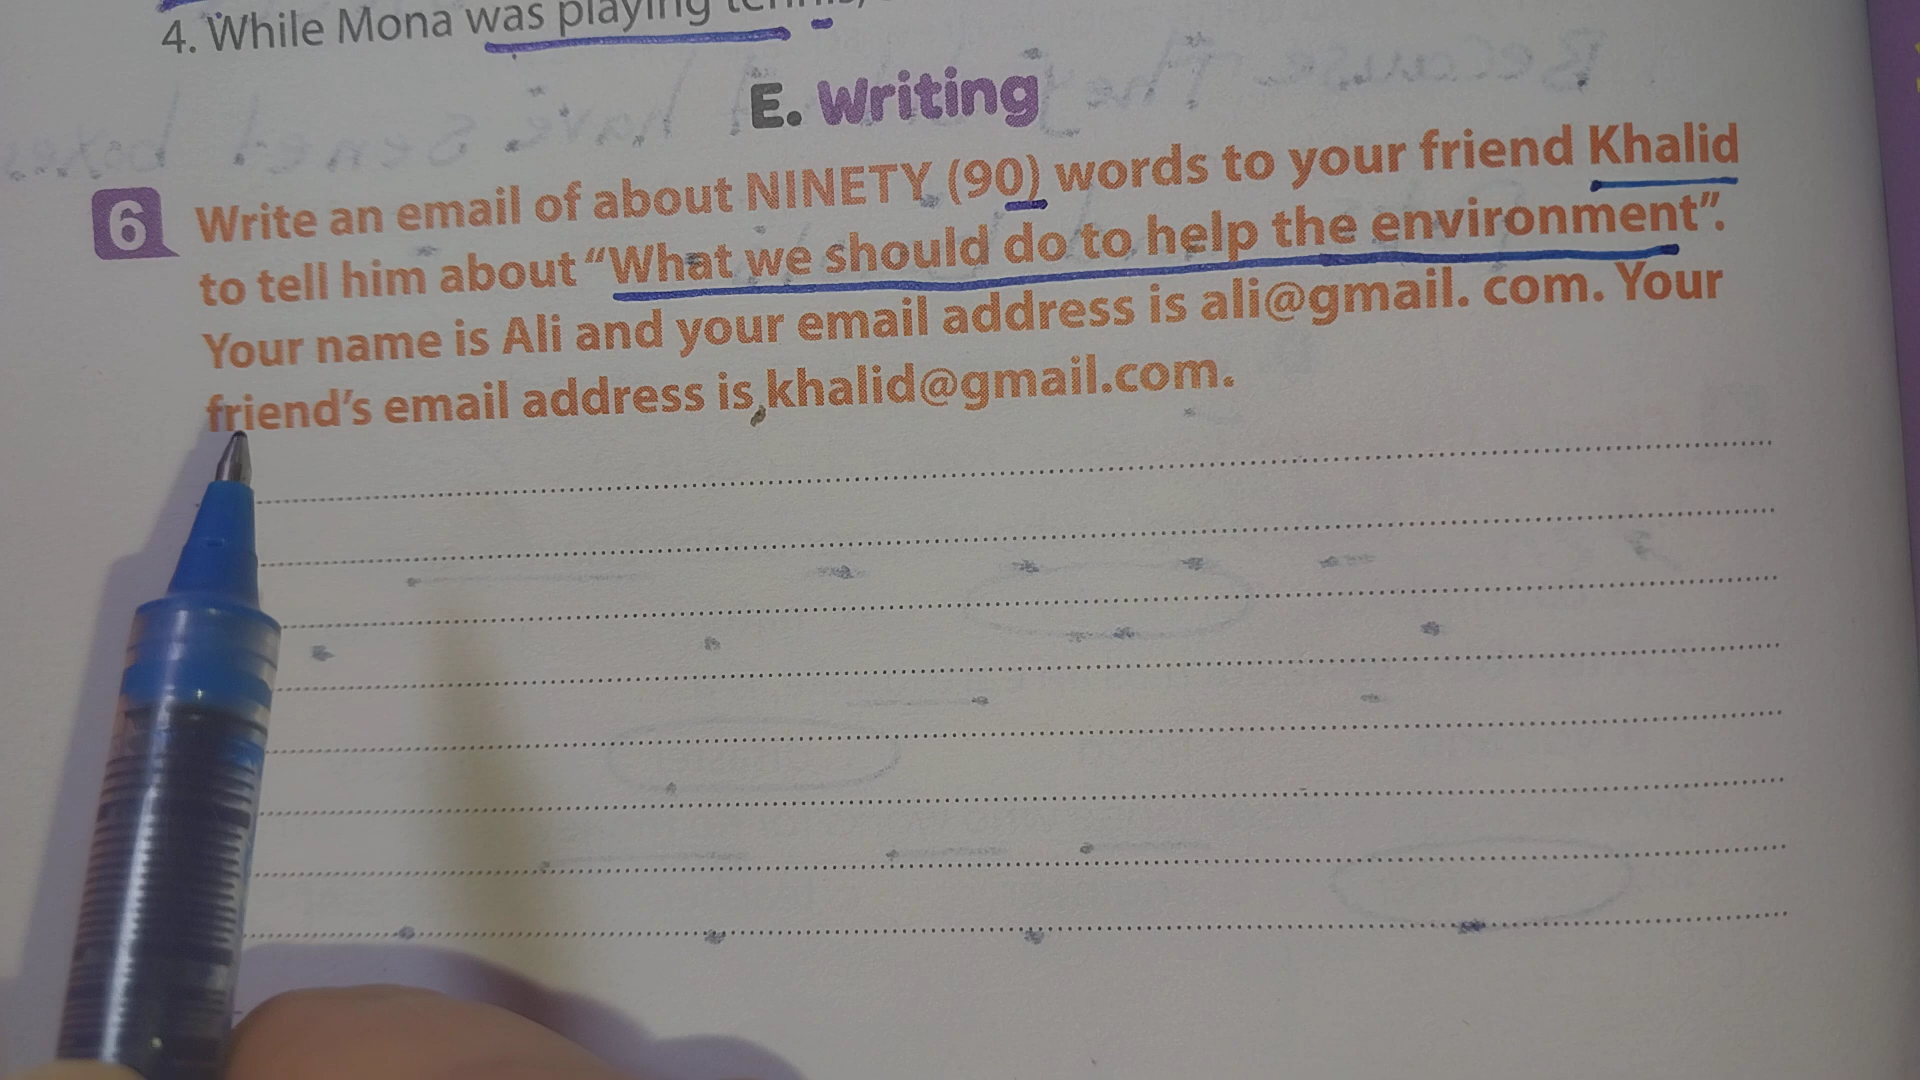 4. While Mona was playing tennis,
E. Writing
6 Write an email of about NINETY (90) words to your friend Khalid
to tell him about "What we should do to help the environment".
Your name is Ali and your email address is ali@gmail. com. Your
friend's email address is khalid@gmail.com.